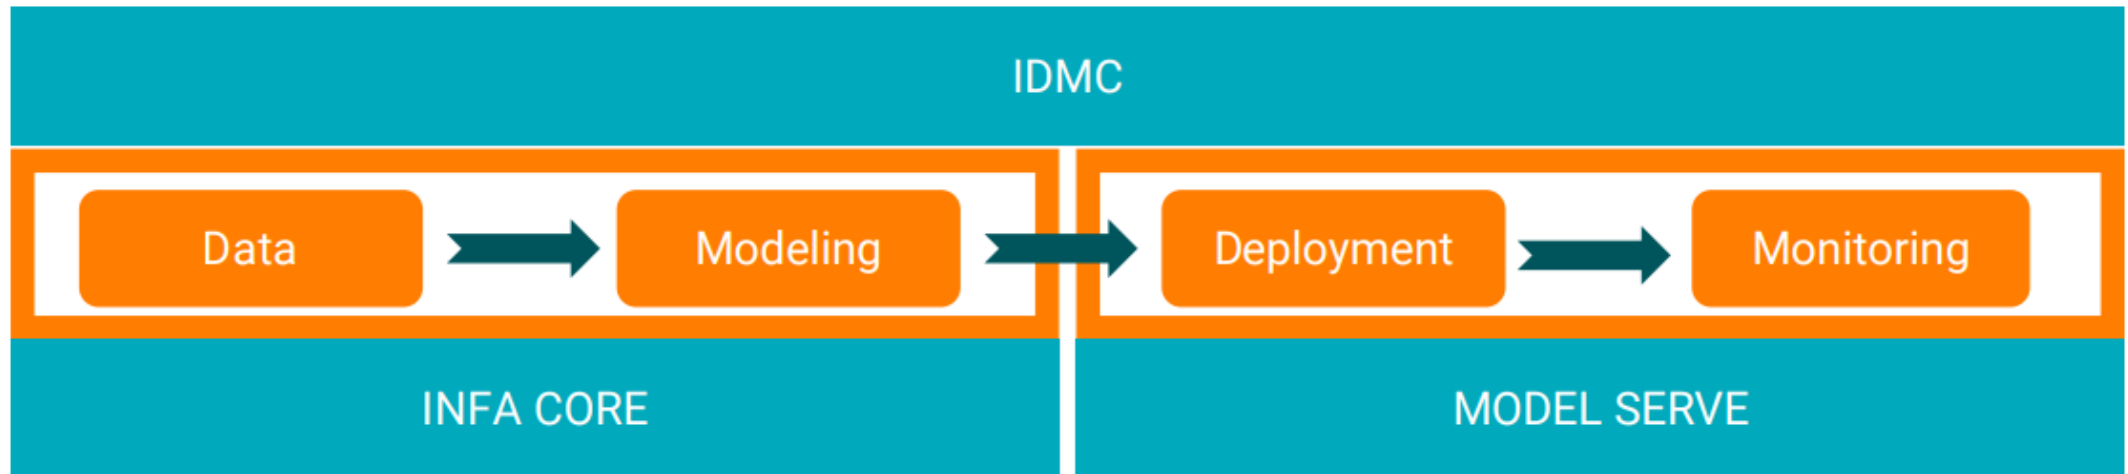 IDMC
Data
Modeling
Deployment
Monitoring
INFA CORE
MODEL SERVE